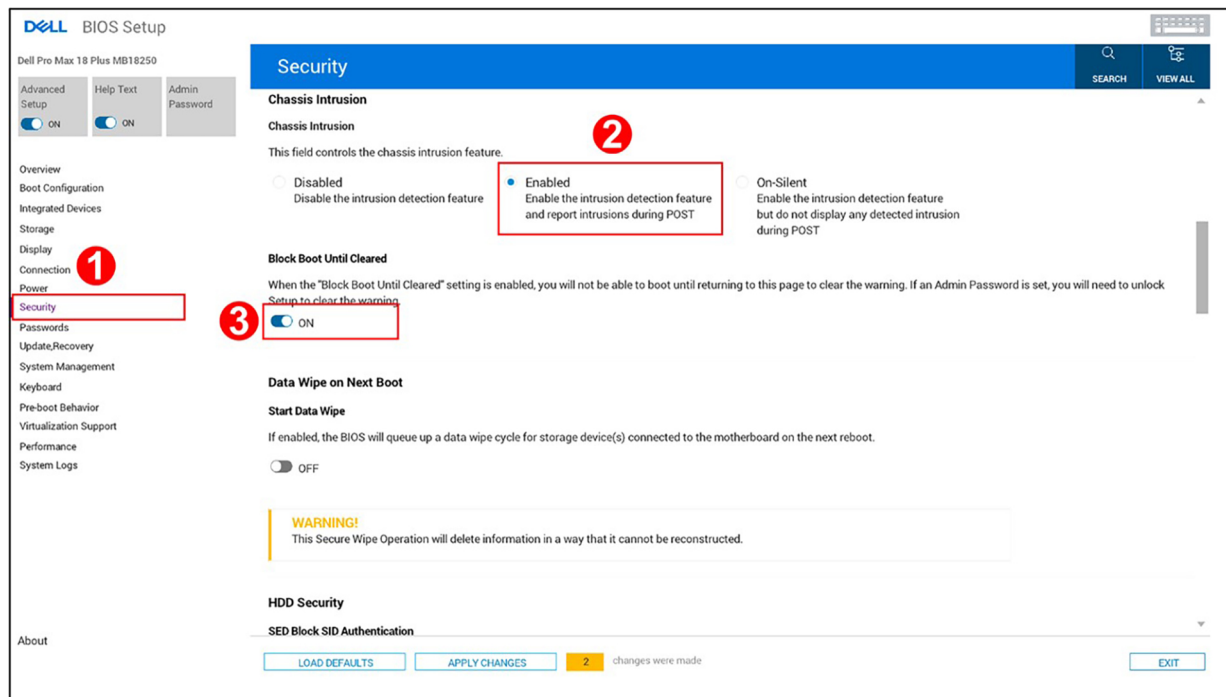 DELL BIOS Setup
Dell Pro Max 18 Plus MB18250
Advanced Setup
ON
Help Text
ON
Admin Password
Overview
Boot Configuration
Integrated Devices
Storage
Display
Connection
1
Power
Security
Passwords
Update,Recovery
System Management
Keyboard
Pre-boot Behavior
Virtualization Support
Performance
System Logs
About
Security
SEARCH
VIEW ALL
Chassis Intrusion
Chassis Intrusion
2
This field controls the chassis intrusion feature.
Disabled
Disable the intrusion detection feature
Enabled
Enable the intrusion detection feature
and report intrusions during POST
On-Silent
Enable the intrusion detection feature
but do not display any detected intrusion
during POST
Block Boot Until Cleared
When the "Block Boot Until Cleared" setting is enabled, you will not be able to boot until returning to this page to clear the warning. If an Admin Password is set, you will need to unlock
Setup to clear the warning
3
ON
Data Wipe on Next Boot
Start Data Wipe
If enabled, the BIOS will queue up a data wipe cycle for storage device(s) connected to the motherboard on the next reboot.
OFF
WARNING!
This Secure Wipe Operation will delete information in a way that it cannot be reconstructed.
HDD Security
SED Block SID Authentication
LOAD DEFAULTS
APPLY CHANGES
2 changes were made
EXIT